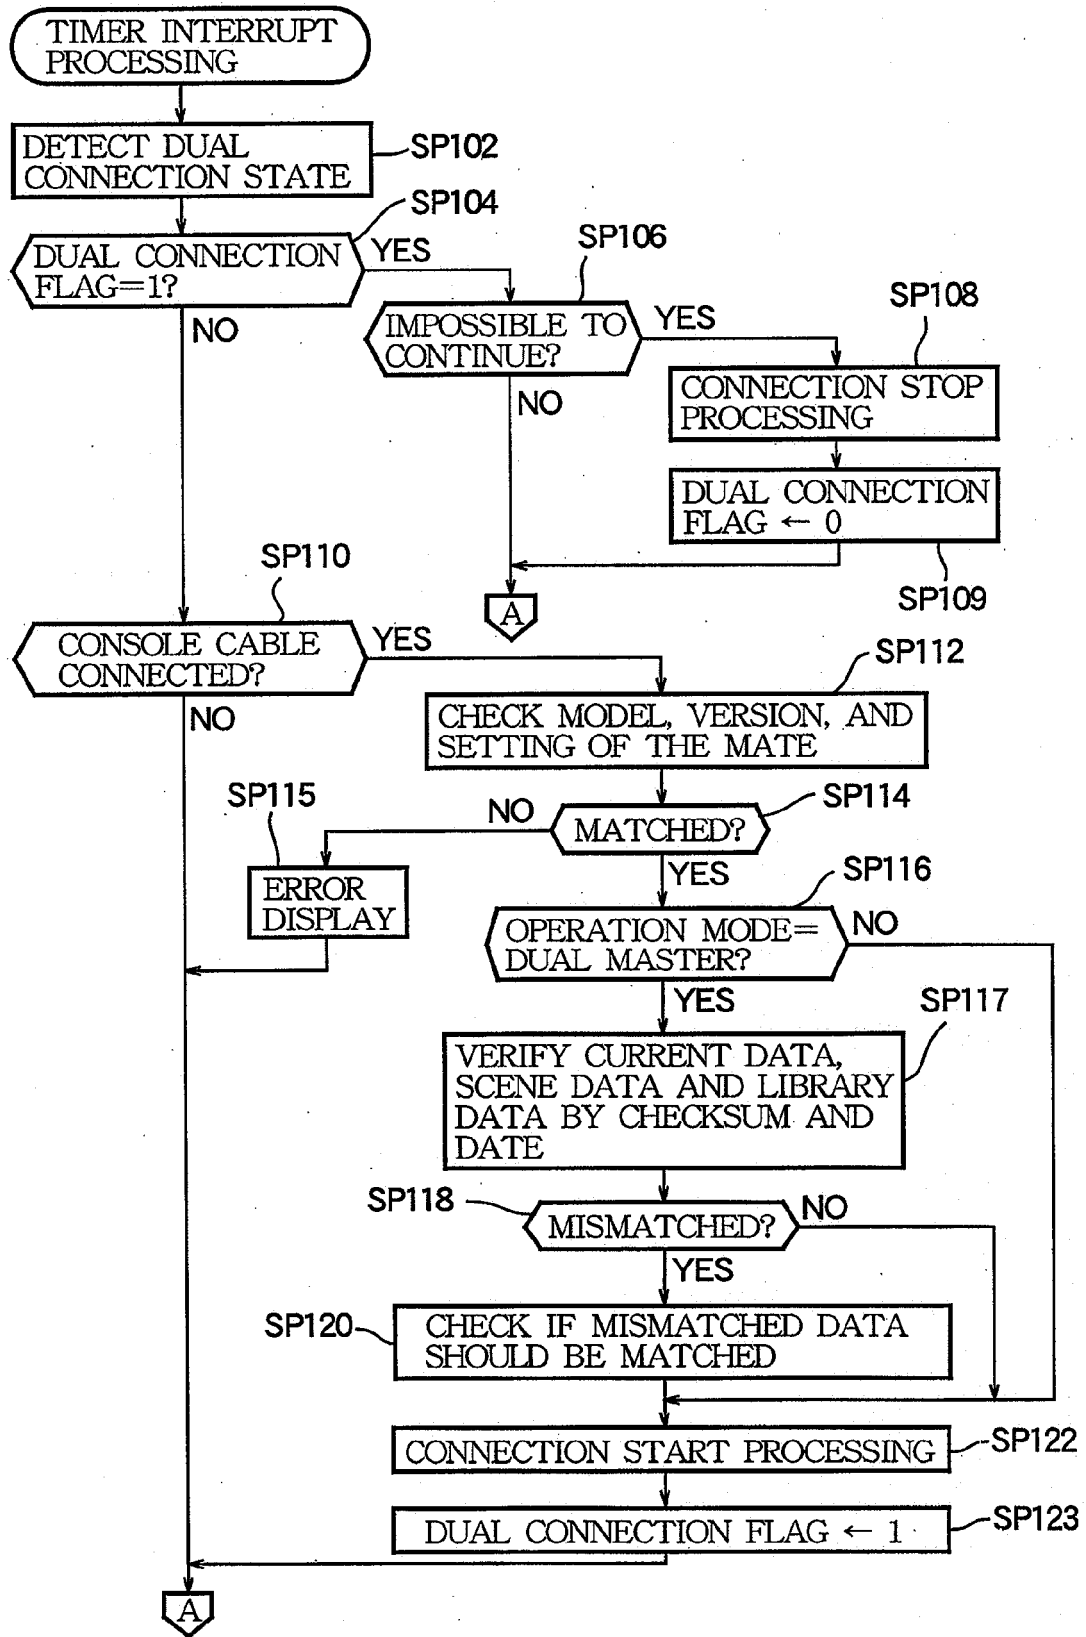 TIMER INTERRUPT
PROCESSING
DETECT DUAL
CONNECTION STATE
SP102
SP104
DUAL CONNECTION
FLAG=1?
YES
NO
SP106
IMPOSSIBLE TO
CONTINUE?
YES
NO
SP108
CONNECTION STOP
PROCESSING
DUAL CONNECTION
FLAG ← 0
SP109
A
SP110
CONSOLE CABLE
CONNECTED?
YES
NO
SP112
CHECK MODEL, VERSION, AND
SETTING OF THE MATE
SP114
MATCHED?
NO
YES
SP115
ERROR
DISPLAY
SP116
OPERATION MODE=
DUAL MASTER?
NO
YES
SP117
VERIFY CURRENT DATA,
SCENE DATA AND LIBRARY
DATA BY CHECKSUM AND
DATE
SP118
MISMATCHED?
NO
YES
SP120
CHECK IF MISMATCHED DATA
SHOULD BE MATCHED
CONNECTION START PROCESSING
SP122
DUAL CONNECTION FLAG ← 1
SP123
A